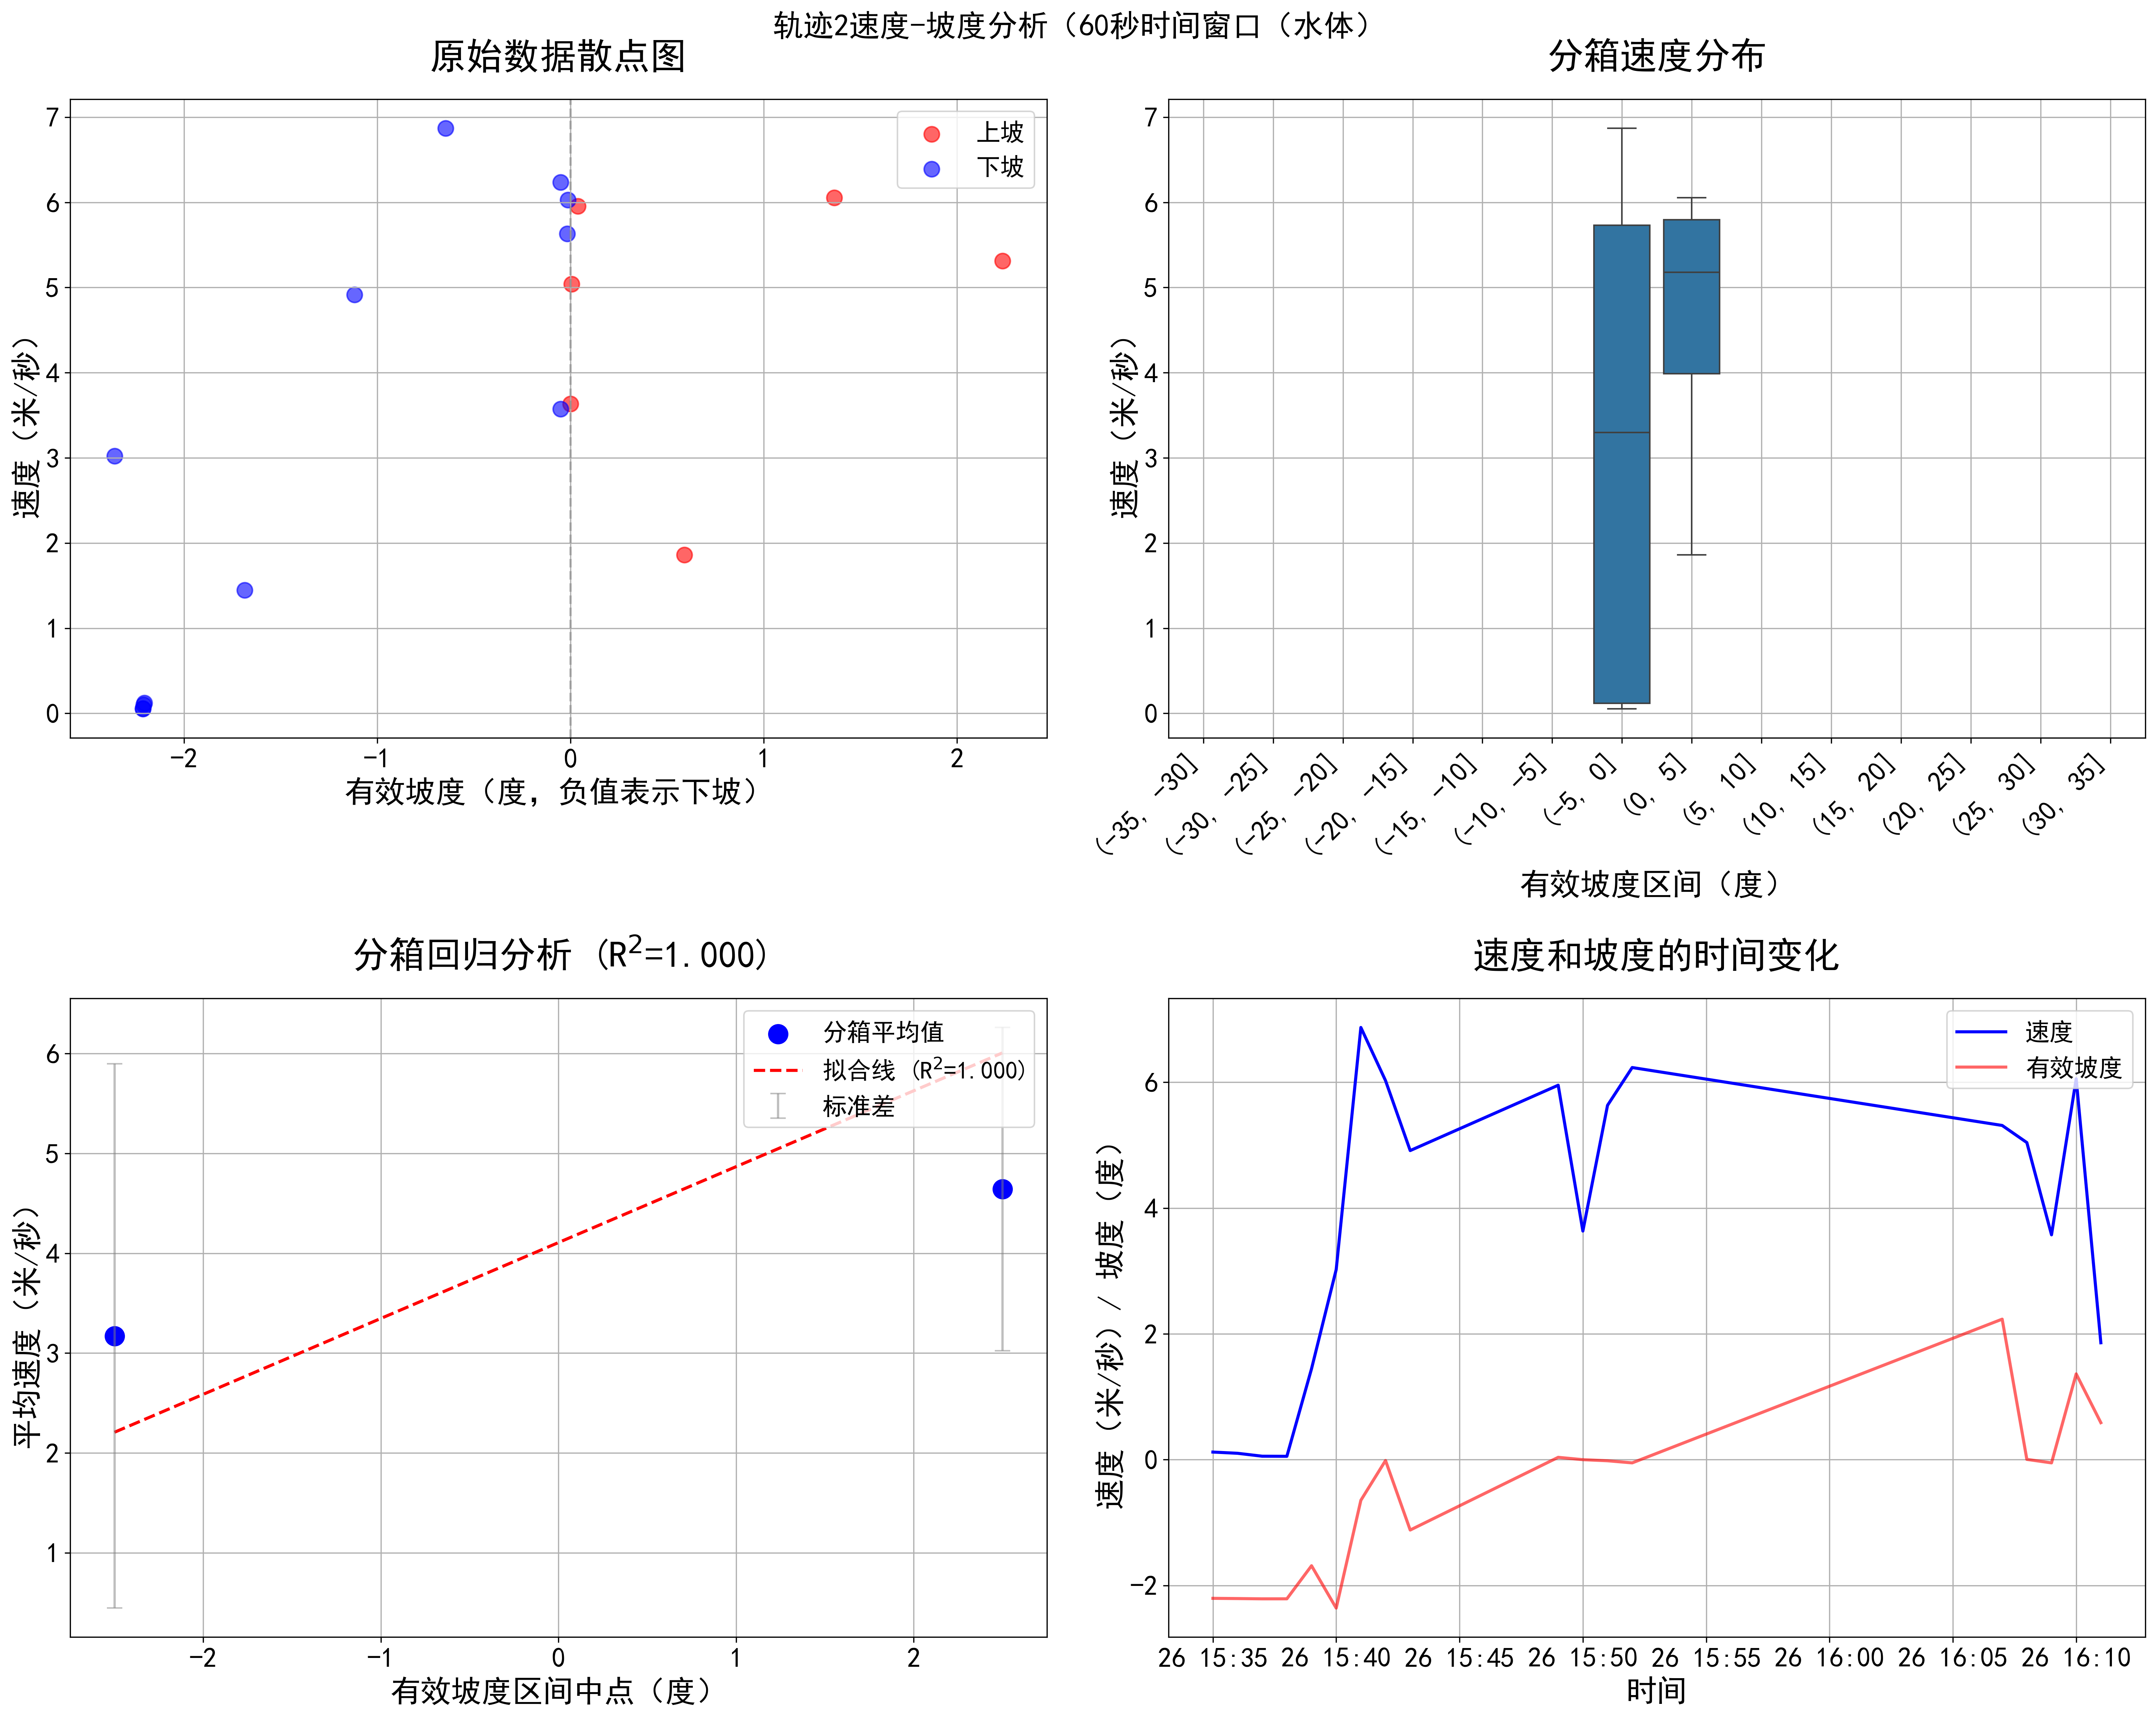 轨迹2速度-坡度分析（60秒时间窗口（水体）
原始数据散点图
7
6
5
4
3
2
1
0
速度（米/秒）
上坡
下坡
−2
−1
0
1
2
有效坡度（度，负值表示下坡）
分箱速度分布
7
6
5
4
3
2
1
0
速度（米/秒）
(-35, -30]
(-30, -25]
(-25, -20]
(-20, -15]
(-15, -10]
(-10, -5]
(-5, 0]
(0, 5]
(5, 10]
(10, 15]
(15, 20]
(20, 25]
(25, 30]
(30, 35]
有效坡度区间（度）
分箱回归分析 (R²=1.000)
6
5
4
3
2
1
平均速度（米/秒）
分箱平均值
拟合线 (R²=1.000)
标准差
−2
−1
0
1
2
有效坡度区间中点（度）
速度和坡度的时间变化
6
4
2
0
−2
速度（米/秒）/ 坡度（度）
速度
有效坡度
26 15:35
26 15:40
26 15:45
26 15:50
26 15:55
26 16:00
26 16:05
26 16:10
时间